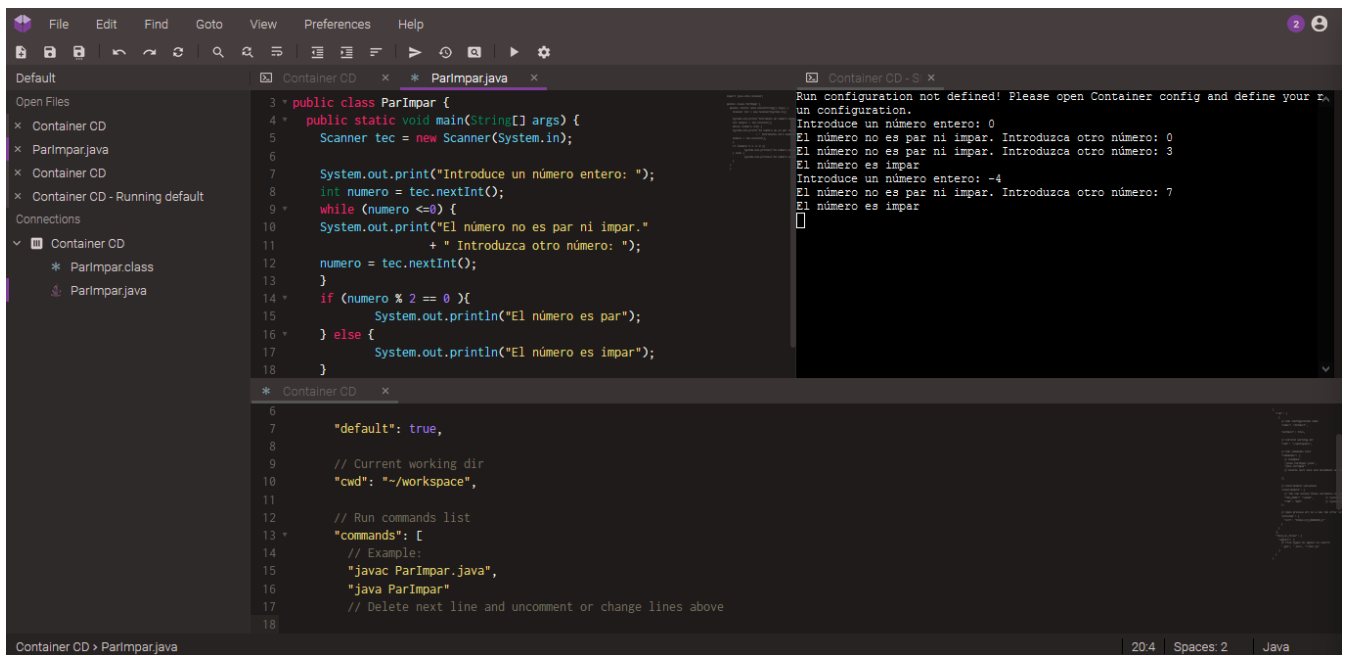 File Edit Find Goto View Preferences Help
2
Default
Open Files
× Container CD
× ParImpar.java
× Container CD
× Container CD - Running default
Connections
Container CD
* ParImpar.class
ParImpar.java
Container CD × * ParImpar.java ×
3 public class ParImpar {
4 public static void main(String[] args) {
5 Scanner tec = new Scanner(System.in);
6
7 System.out.print("Introduce un número entero: ");
8 int numero = tec.nextInt();
9 while (numero <=0) {
10 System.out.print("El número no es par ni impar."
11 + " Introduzca otro número: ");
12 numero = tec.nextInt();
13 }
14 if (numero % 2 == 0 ){
15 System.out.println("El número es par");
16 } else {
17 System.out.println("El número es impar");
18 }
Container CD - S ×
Run configuration not defined! Please open Container config and define your r
un configuration.
Introduce un número entero: 0
El número no es par ni impar. Introduzca otro número: 0
El número no es par ni impar. Introduzca otro número: 3
El número es impar
Introduce un número entero: -4
El número no es par ni impar. Introduzca otro número: 7
El número es impar
* Container CD ×
6
7 "default": true,
8
9 // Current working dir
10 "cwd": "~/workspace",
11
12 // Run commands list
13 "commands": [
14 // Example:
15 "javac ParImpar.java",
16 "java ParImpar"
17 // Delete next line and uncomment or change lines above
18
Container CD > ParImpar.java 20:4 Spaces: 2 Java